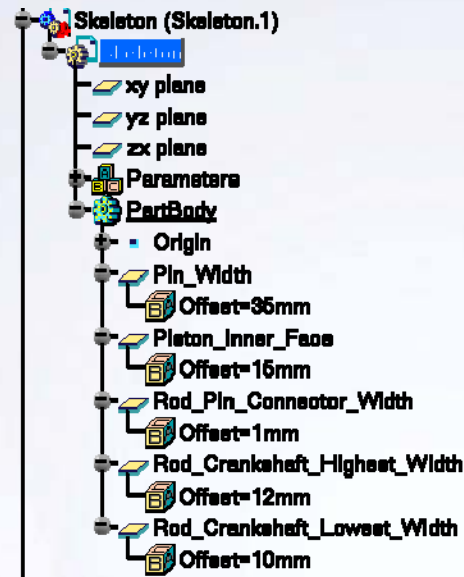 Skeleton (Skeleton.1)
Skeleton
xy plane
yz plane
zx plane
Parameters
PartBody
Origin
Pin_Width
Offset=35mm
Piston_Inner_Face
Offset=15mm
Rod_Pin_Connector_Width
Offset=1mm
Rod_Crankshaft_Highest_Width
Offset=12mm
Rod_Crankshaft_Lowest_Width
Offset=10mm